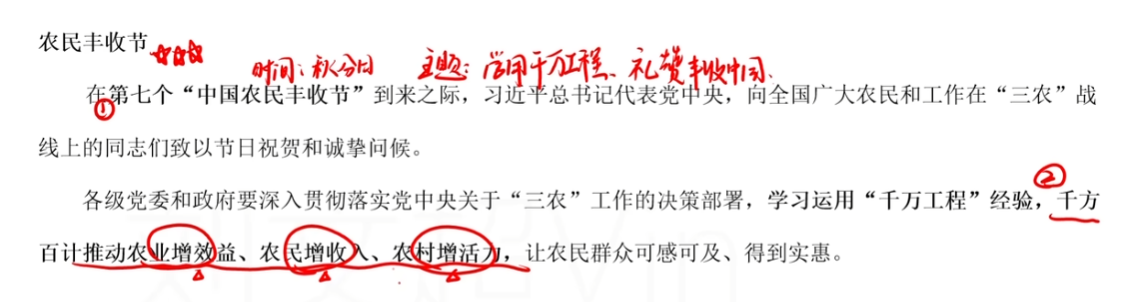 农民丰收节
时间：秋分日 主题：学用千万工程、礼赞丰收中国.
①
在第七个“中国农民丰收节”到来之际，习近平总书记代表党中央，向全国广大农民和工作在“三农”战
线上的同志们致以节日祝贺和诚挚问候。
②
各级党委和政府要深入贯彻落实党中央关于“三农”工作的决策部署，学习运用“千万工程”经验，千方
百计推动农业增效益、农民增收入、农村增活力，让农民群众可感可及、得到实惠。